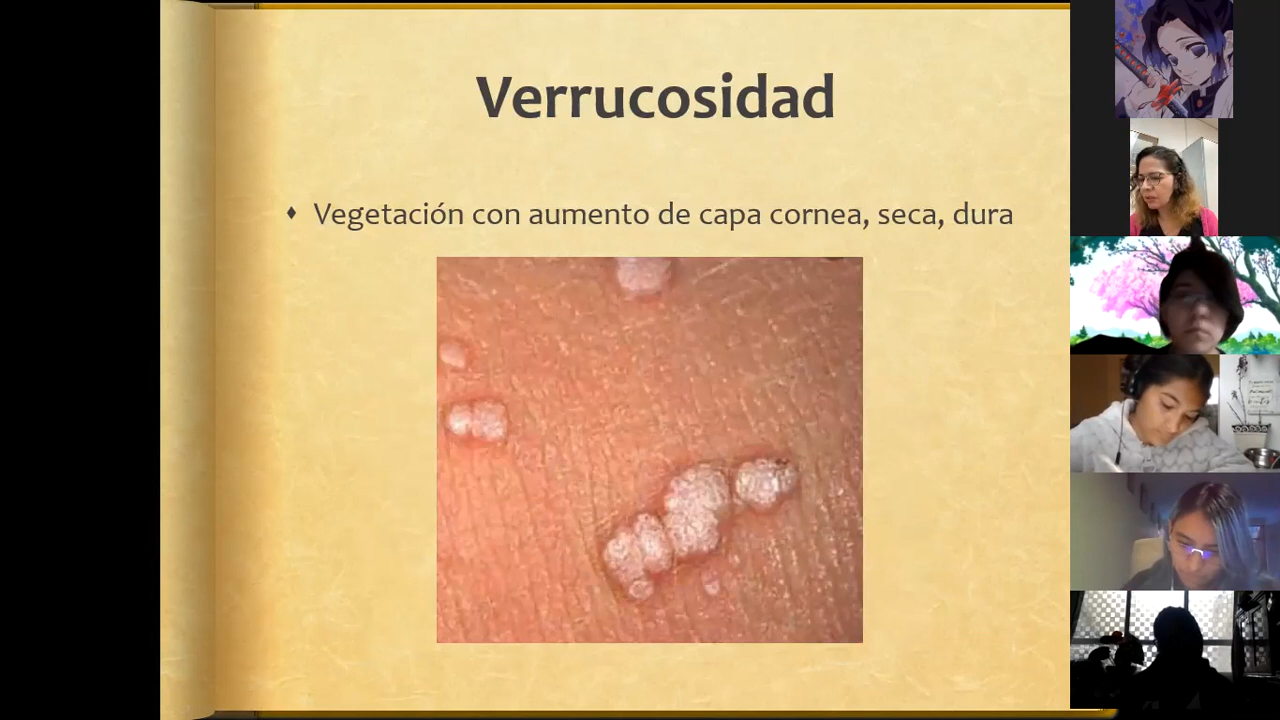 Verrucosidad
Vegetación con aumento de capa cornea, seca, dura